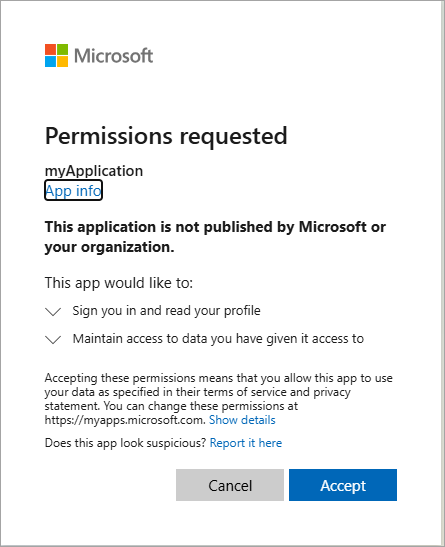 Microsoft
Permissions requested
myApplication
App info
This application is not published by Microsoft or
your organization.
This app would like to:
Sign you in and read your profile
Maintain access to data you have given it access to
Accepting these permissions means that you allow this app to use
your data as specified in their terms of service and privacy
statement. You can change these permissions at
https://myapps.microsoft.com. Show details
Does this app look suspicious? Report it here
Cancel Accept